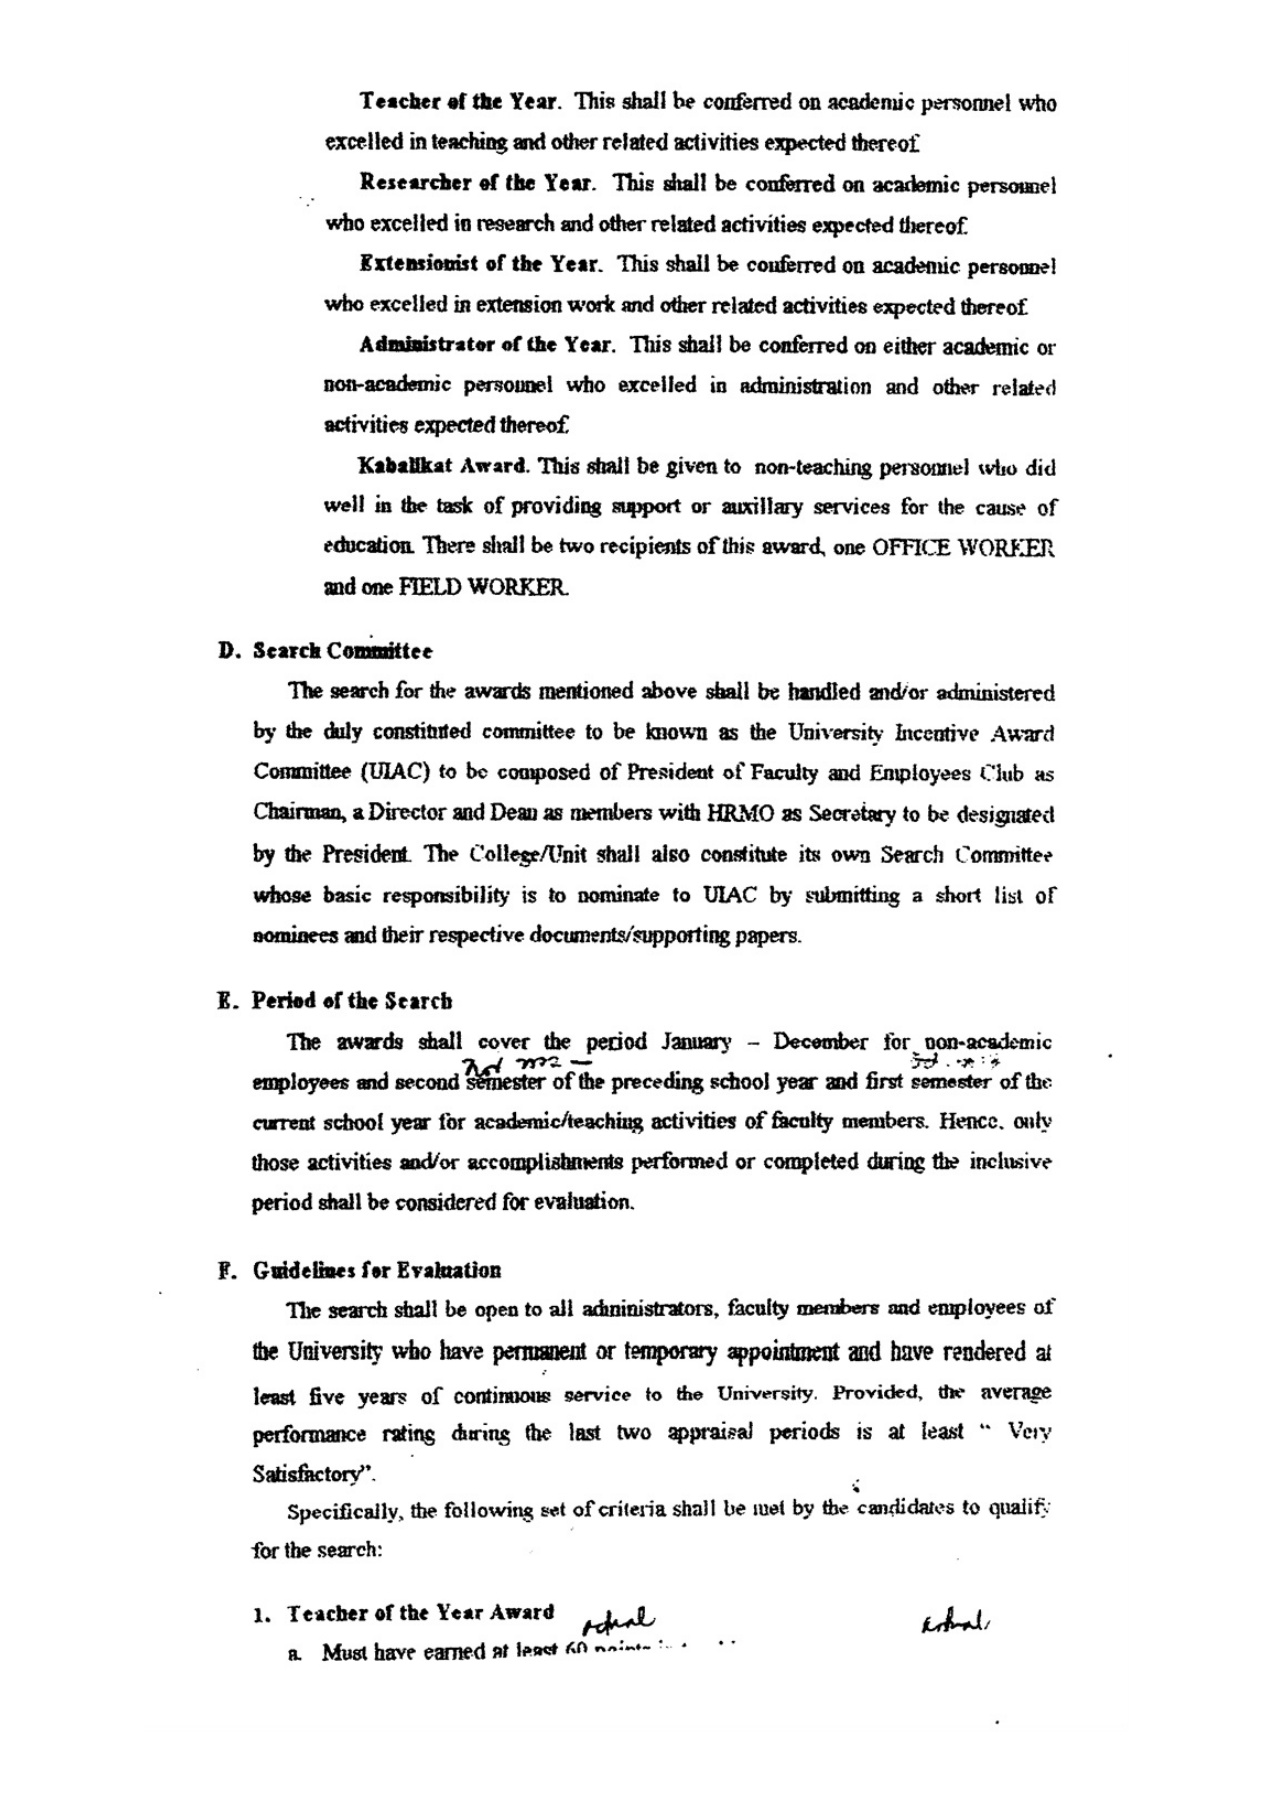 Teacher of the Year. This shall be conferred on academic personnel who
excelled in teaching and other related activities expected thereof.
Researcher of the Year. This shall be conferred on academic personnel
who excelled in research and other related activities expected thereof.
Extensionist of the Year. This shall be conferred on academic personnel
who excelled in extension work and other related activities expected thereof.
Administrator of the Year. This shall be conferred on either academic or
non-academic personnel who excelled in administration and other related
activities expected thereof.
Kabalikat Award. This shall be given to non-teaching personnel who did
well in the task of providing support or auxillary services for the cause of
education. There shall be two recipients of this award, one OFFICE WORKER
and one FIELD WORKER.
D. Search Committee
The search for the awards mentioned above shall be handled and/or administered
by the duly constituted committee to be known as the University Incentive Award
Committee (UIAC) to be composed of President of Faculty and Employees Club as
Chairman, a Director and Dean as members with HRMO as Secretary to be designated
by the President. The College/Unit shall also constitute its own Search Committee
whose basic responsibility is to nominate to UIAC by submitting a short list of
nominees and their respective documents/supporting papers.
E. Period of the Search
The awards shall cover the period January – December for non-academic
employees and second semester of the preceding school year and first semester of the
current school year for academic/teaching activities of faculty members. Hence, only
those activities and/or accomplishments performed or completed during the inclusive
period shall be considered for evaluation.
F. Guidelines for Evaluation
The search shall be open to all administrators, faculty members and employees of
the University who have permanent or temporary appointment and have rendered at
least five years of continuous service to the University. Provided, the average
performance rating during the last two appraisal periods is at least “ Very
Satisfactory”.
Specifically, the following set of criteria shall be met by the candidates to qualify
for the search:
1. Teacher of the Year Award
a. Must have earned at least 60 points